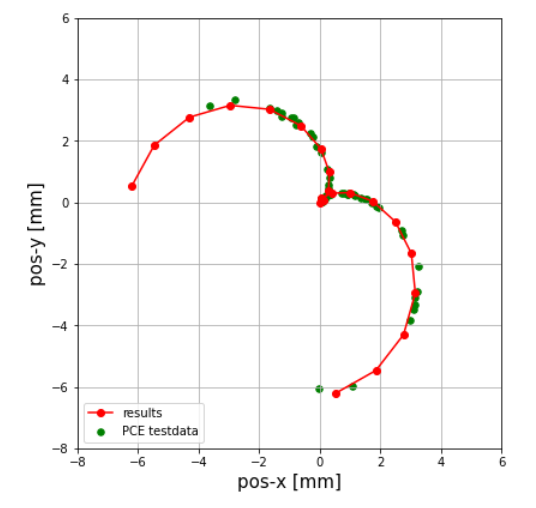 6
4
2
0
−2
−4
−6
−8
pos-y [mm]
results
PCE testdata
−8 −6 −4 −2 0 2 4 6
pos-x [mm]